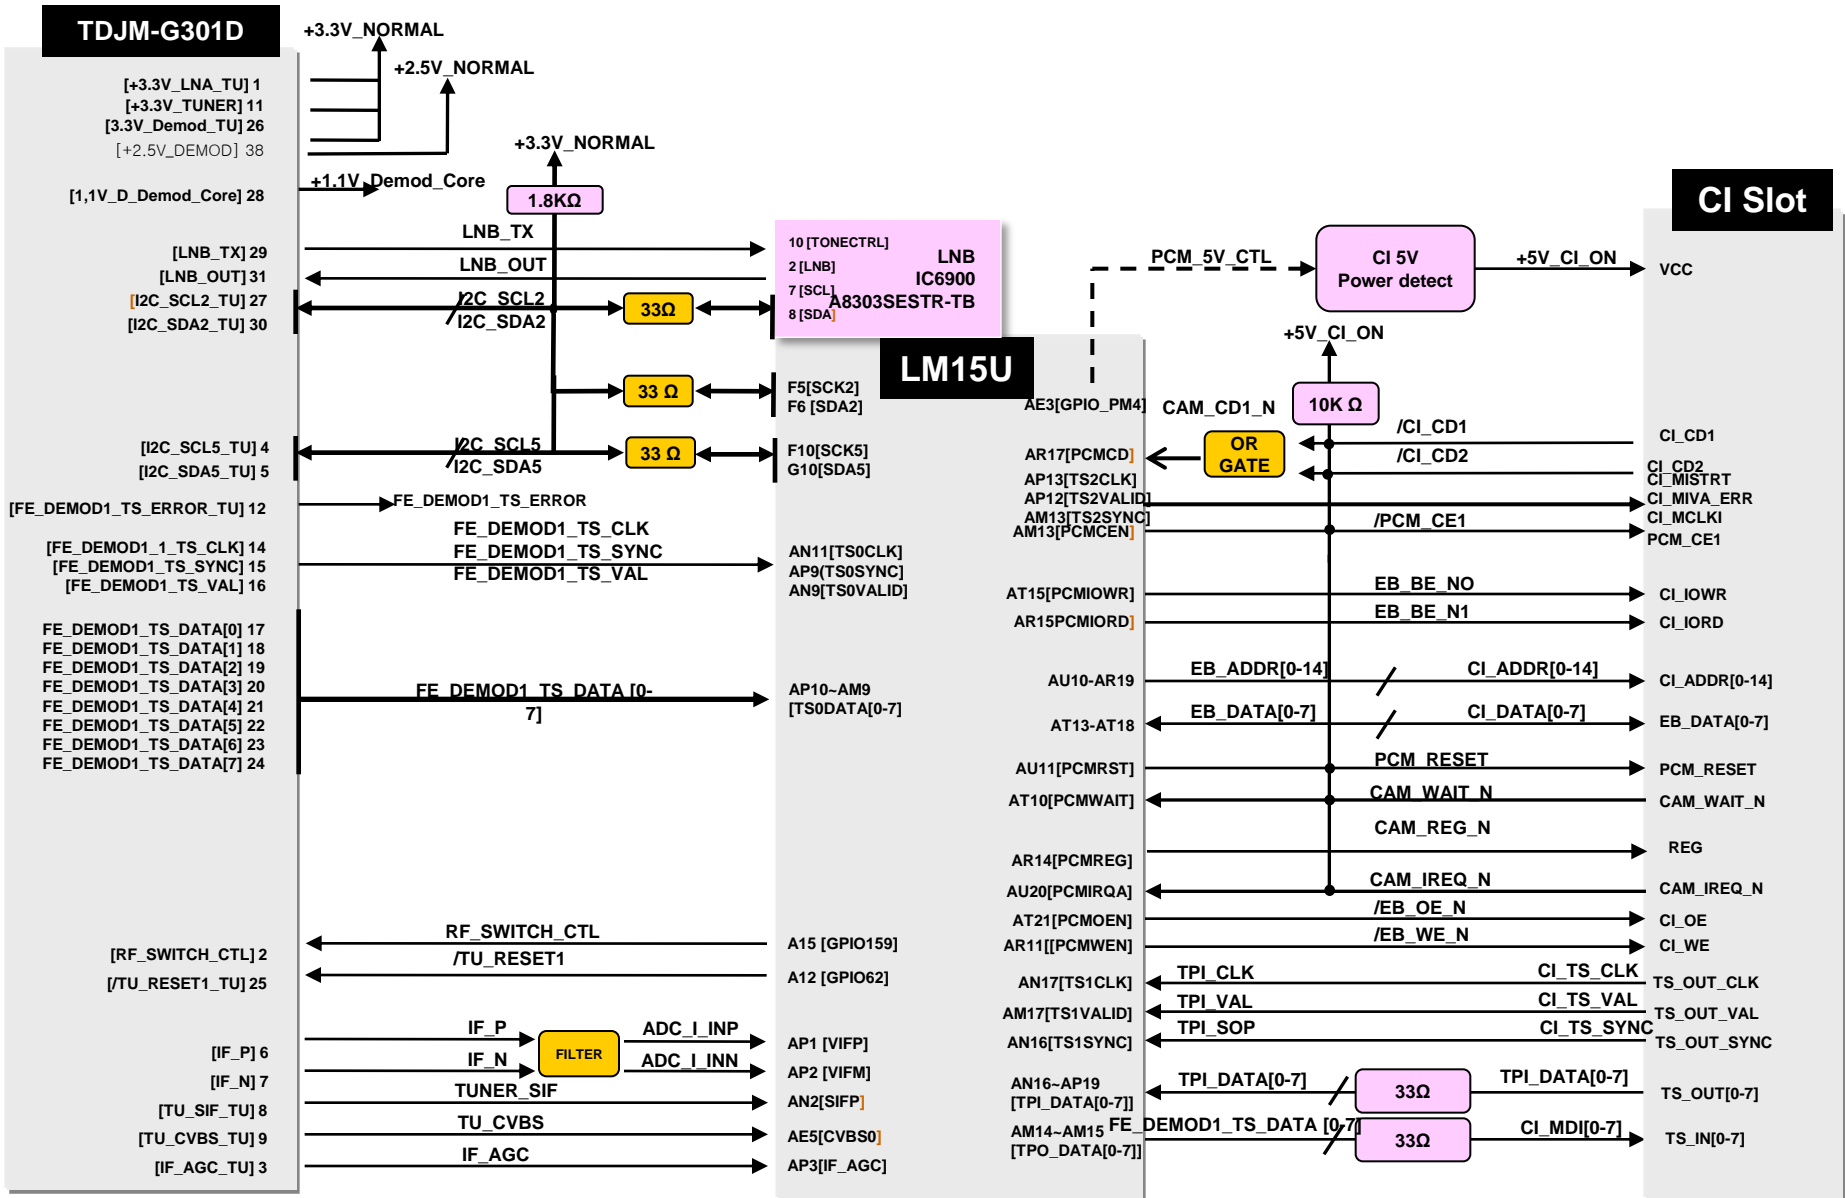 TDJM-G301D
+3.3V_NORMAL
+2.5V_NORMAL
[+3.3V_LNA_TU] 1
[+3.3V_TUNER] 11
[3.3V_Demod_TU] 26
[+2.5V_DEMOD] 38
[1,1V_D_Demod_Core] 28
+1.1V_Demod_Core
+3.3V_NORMAL
1.8KΩ
[LNB_TX] 29
[LNB_OUT] 31
[I2C_SCL2_TU] 27
[I2C_SDA2_TU] 30
LNB_TX
LNB_OUT
I2C_SCL2
I2C_SDA2
33Ω
10 [TONECTRL]
2 [LNB]
7 [SCL]
8 [SDA]
LNB
IC6900
A8303SESTR-TB
LM15U
33 Ω
F5[SCK2]
F6 [SDA2]
[I2C_SCL5_TU] 4
[I2C_SDA5_TU] 5
I2C_SCL5
I2C_SDA5
33 Ω
F10[SCK5]
G10[SDA5]
[FE_DEMOD1_TS_ERROR_TU] 12
FE_DEMOD1_TS_ERROR
[FE_DEMOD1_1_TS_CLK] 14
[FE_DEMOD1_TS_SYNC] 15
[FE_DEMOD1_TS_VAL] 16
FE_DEMOD1_TS_CLK
FE_DEMOD1_TS_SYNC
FE_DEMOD1_TS_VAL
AN11[TS0CLK]
AP9(TS0SYNC]
AN9[TS0VALID]
FE_DEMOD1_TS_DATA[0] 17
FE_DEMOD1_TS_DATA[1] 18
FE_DEMOD1_TS_DATA[2] 19
FE_DEMOD1_TS_DATA[3] 20
FE_DEMOD1_TS_DATA[4] 21
FE_DEMOD1_TS_DATA[5] 22
FE_DEMOD1_TS_DATA[6] 23
FE_DEMOD1_TS_DATA[7] 24
FE_DEMOD1_TS_DATA [0-
7]
AP10~AM9
[TS0DATA[0-7]
[RF_SWITCH_CTL] 2
[/TU_RESET1_TU] 25
RF_SWITCH_CTL
/TU_RESET1
A15 [GPIO159]
A12 [GPIO62]
[IF_P] 6
[IF_N] 7
[TU_SIF_TU] 8
[TU_CVBS_TU] 9
[IF_AGC_TU] 3
IF_P
IF_N
FILTER
ADC_I_INP
ADC_I_INN
TUNER_SIF
TU_CVBS
IF_AGC
AP1 [VIFP]
AP2 [VIFM]
AN2[SIFP]
AE5[CVBS0]
AP3[IF_AGC]
CI Slot
PCM_5V_CTL
CI 5V
Power detect
+5V_CI_ON
VCC
+5V_CI_ON
10K Ω
AE3[GPIO_PM4]
CAM_CD1_N
OR
GATE
/CI_CD1
/CI_CD2
CI_CD1
CI_CD2
CI_MISTRT
CI_MIVA_ERR
CI_MCLKI
PCM_CE1
AR17[PCMCD]
AP13[TS2CLK]
AP12[TS2VALID]
AM13[TS2SYNC]
AM13[PCMCEN]
/PCM_CE1
AT15[PCMIOWR]
EB_BE_NO
CI_IOWR
AR15PCMIORD]
EB_BE_N1
CI_IORD
AU10-AR19
EB_ADDR[0-14]
CI_ADDR[0-14]
CI_ADDR[0-14]
AT13-AT18
EB_DATA[0-7]
CI_DATA[0-7]
EB_DATA[0-7]
AU11[PCMRST]
PCM_RESET
PCM_RESET
AT10[PCMWAIT]
CAM_WAIT_N
CAM_WAIT_N
AR14[PCMREG]
CAM_REG_N
REG
AU20[PCMIRQA]
CAM_IREQ_N
CAM_IREQ_N
AT21[PCMOEN]
/EB_OE_N
CI_OE
AR11[[PCMWEN]
/EB_WE_N
CI_WE
AN17[TS1CLK]
TPI_CLK
CI_TS_CLK
TS_OUT_CLK
AM17[TS1VALID]
TPI_VAL
CI_TS_VAL
TS_OUT_VAL
AN16[TS1SYNC]
TPI_SOP
CI_TS_SYNC
TS_OUT_SYNC
AN16~AP19
[TPI_DATA[0-7]]
TPI_DATA[0-7]
33Ω
TPI_DATA[0-7]
TS_OUT[0-7]
AM14~AM15
[TPO_DATA[0-7]]
FE_DEMOD1_TS_DATA [0-7]
33Ω
CI_MDI[0-7]
TS_IN[0-7]